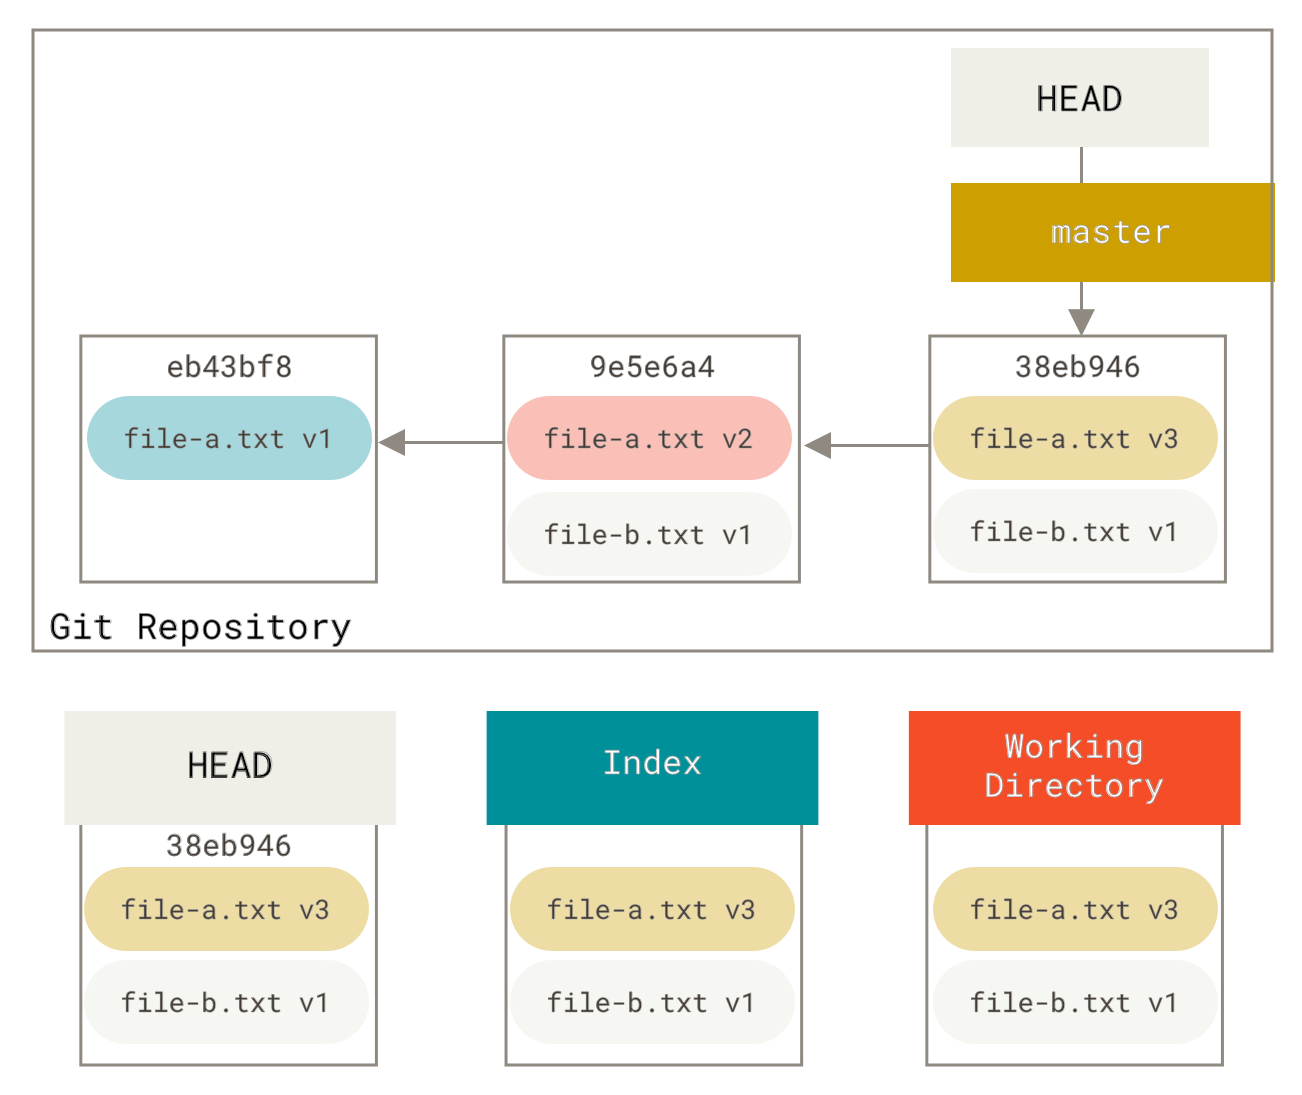 HEAD
master
eb43bf8
9e5e6a4
38eb946
file-a.txt v1
file-a.txt v2
file-a.txt v3
file-b.txt v1
file-b.txt v1
Git Repository
HEAD
Index
Working
Directory
38eb946
file-a.txt v3
file-a.txt v3
file-a.txt v3
file-b.txt v1
file-b.txt v1
file-b.txt v1